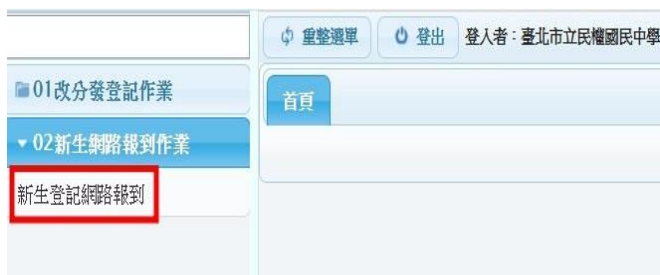 重整選單 登出 登入者：臺北市立民權國民中學
01改分發登記作業
首頁
02新生網路報到作業
新生登記網路報到